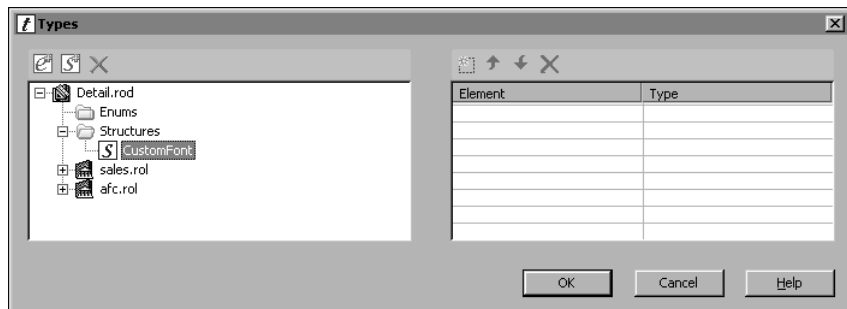 t Types
e S
Detail.rod
Enums
Structures
S CustomFont
sales.rol
afc.rol
Element Type
OK Cancel Help